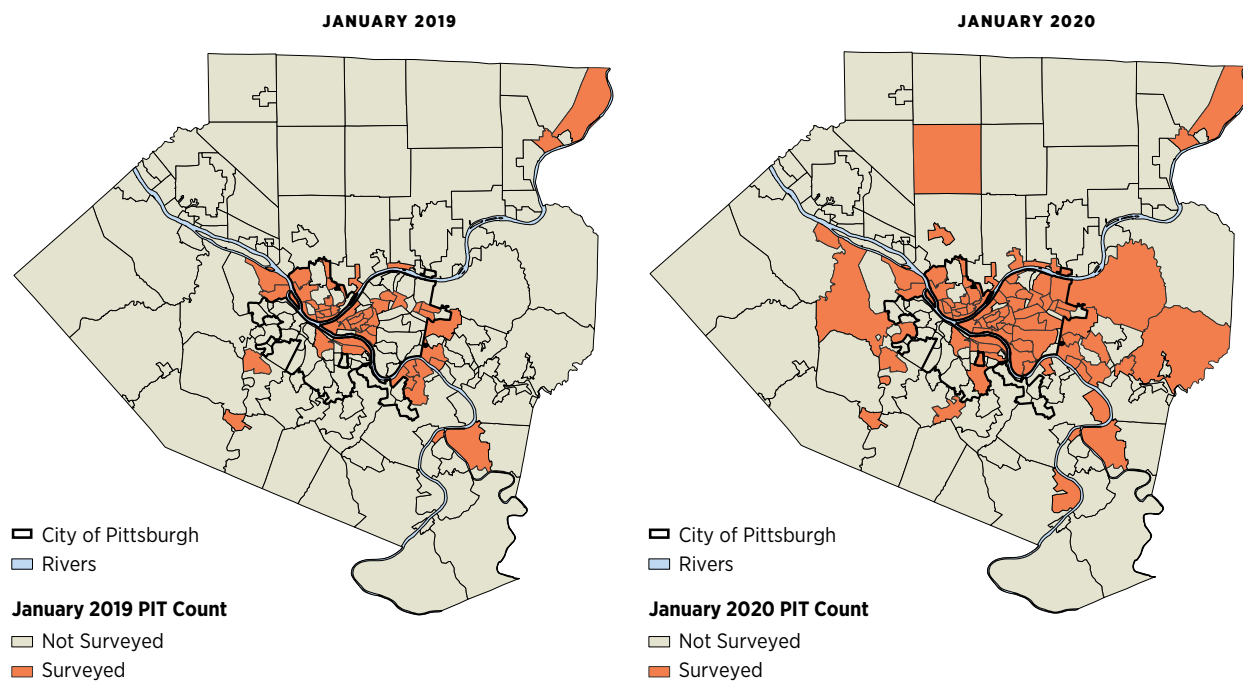 JANUARY 2019
City of Pittsburgh
Rivers
January 2019 PIT Count
Not Surveyed
Surveyed
JANUARY 2020
City of Pittsburgh
Rivers
January 2020 PIT Count
Not Surveyed
Surveyed